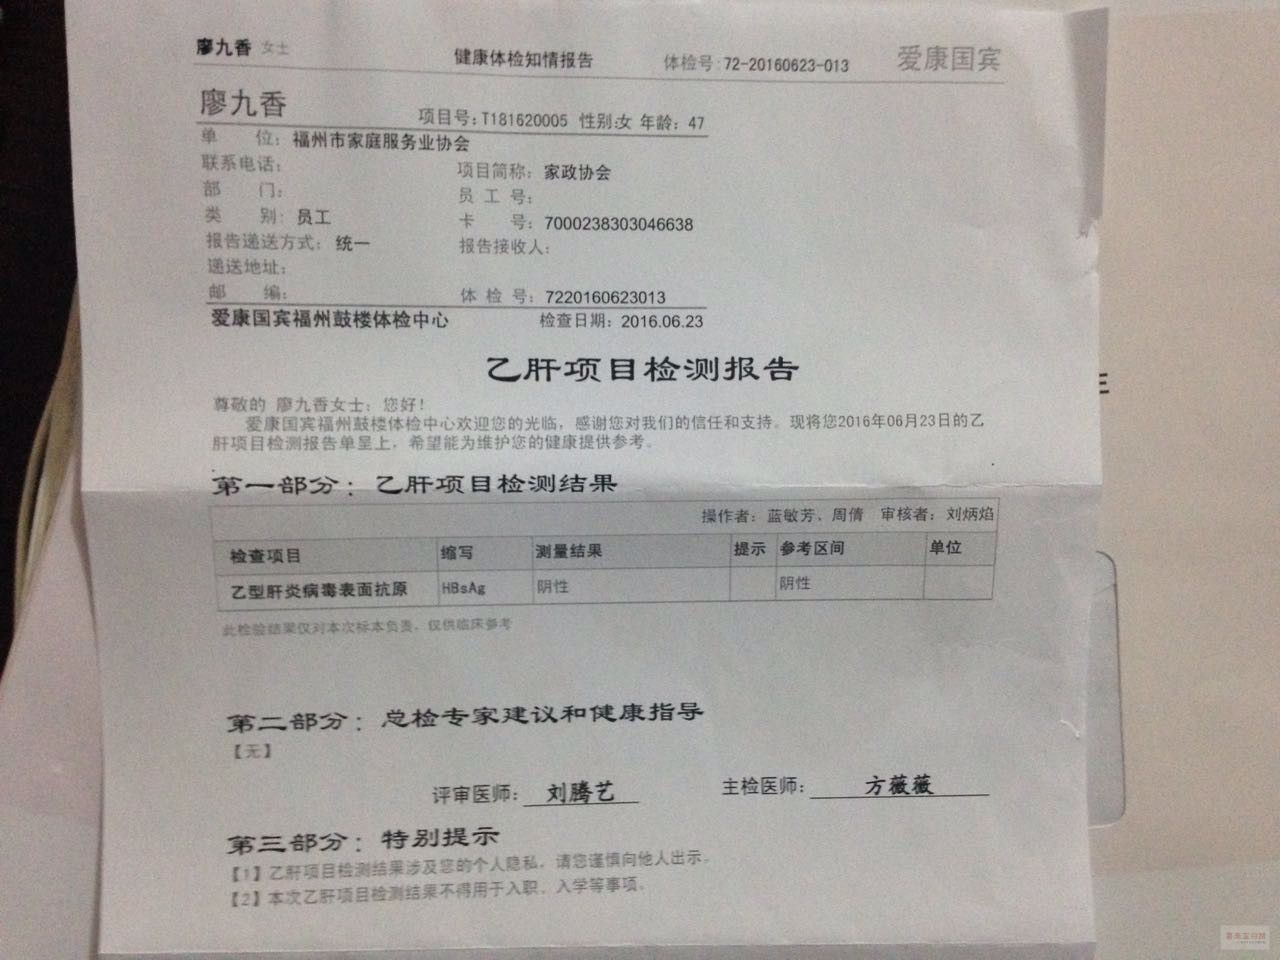 廖九香 女士 健康体检知情报告 体检号:72-20160623-013 爱康国宾
廖九香 项目号:T181620005 性别:女 年龄: 47
单 位: 福州市家庭服务业协会
联系电话: 项目简称: 家政协会
部 门: 员 工 号:
类 别: 员工 卡 号: 7000238303046638
报告递送方式: 统一 报告接收人:
递送地址:
邮 编: 体 检 号: 7220160623013
爱康国宾福州鼓楼体检中心 检查日期: 2016.06.23
乙肝项目检测报告
尊敬的 廖九香女士: 您好!
爱康国宾福州鼓楼体检中心欢迎您的光临，感谢您对我们的信任和支持。现将您2016年06月23日的乙
肝项目检测报告单呈上，希望能为维护您的健康提供参考。
第一部分: 乙肝项目检测结果
操作者: 蓝敏芳、周倩 审核者: 刘炳焰
检查项目 缩写 测量结果 提示 参考区间 单位
乙型肝炎病毒表面抗原 HBsAg 阴性 阴性
此检验结果仅对本次标本负责，仅供临床参考
第二部分: 总检专家建议和健康指导
【无】
评审医师: 刘腾艺 主检医师: 方薇薇
第三部分: 特别提示
【1】乙肝项目检测结果涉及您的个人隐私，请您谨慎向他人出示。
【2】本次乙肝项目检测结果不得用于入职、入学等事项。